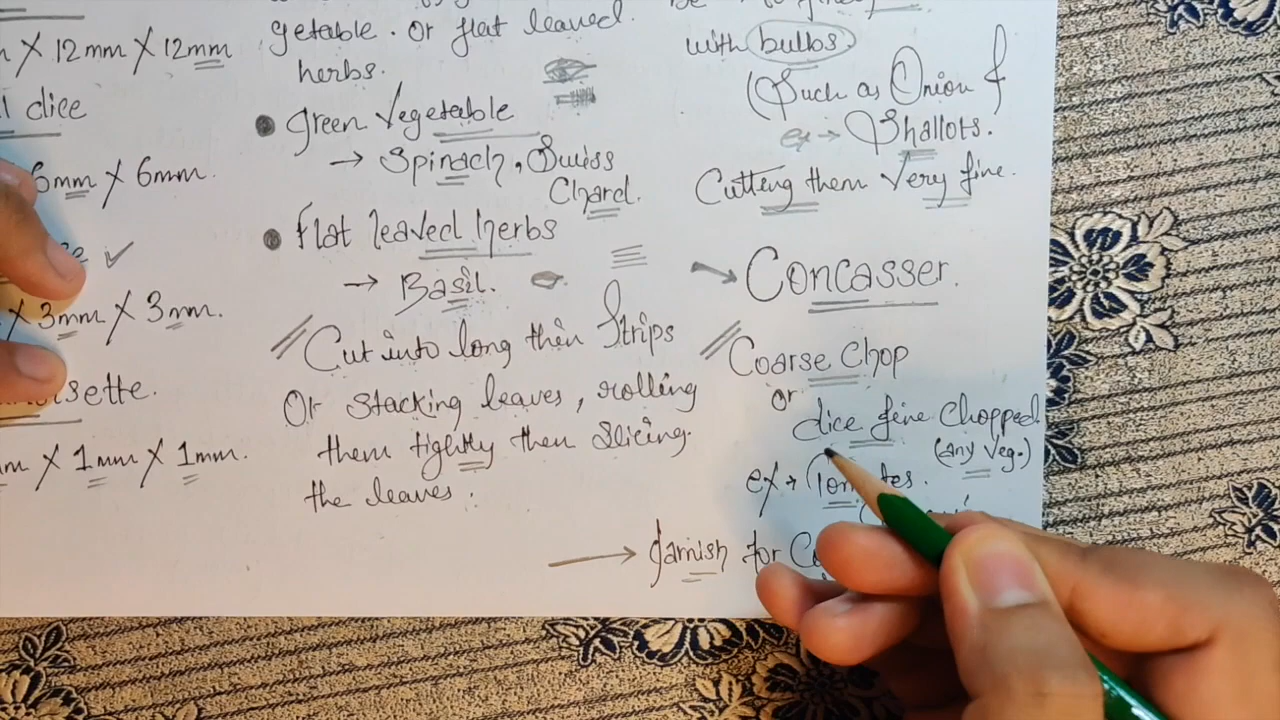 X 12mm X 12mm
dice
6mm X 6mm.
X 3mm X 3mm.
sette.
X 1mm X 1mm.
getable. Or flat leaved
herbs.
Green Vegetable
→ Spinach, Swiss
Chard.
Flat leaved herbs
→ Basil.
Cut into long thin Strips
Or stacking leaves, rolling
them tightly then slicing
the leaves.
with bulbs.
(Such as Onion &
ex → Shallots.
Cutting them Very fine.
→ Concasser.
Coarse Chop
or
dice fine Chopped
(any Veg.)
ex →
→ Garnish for